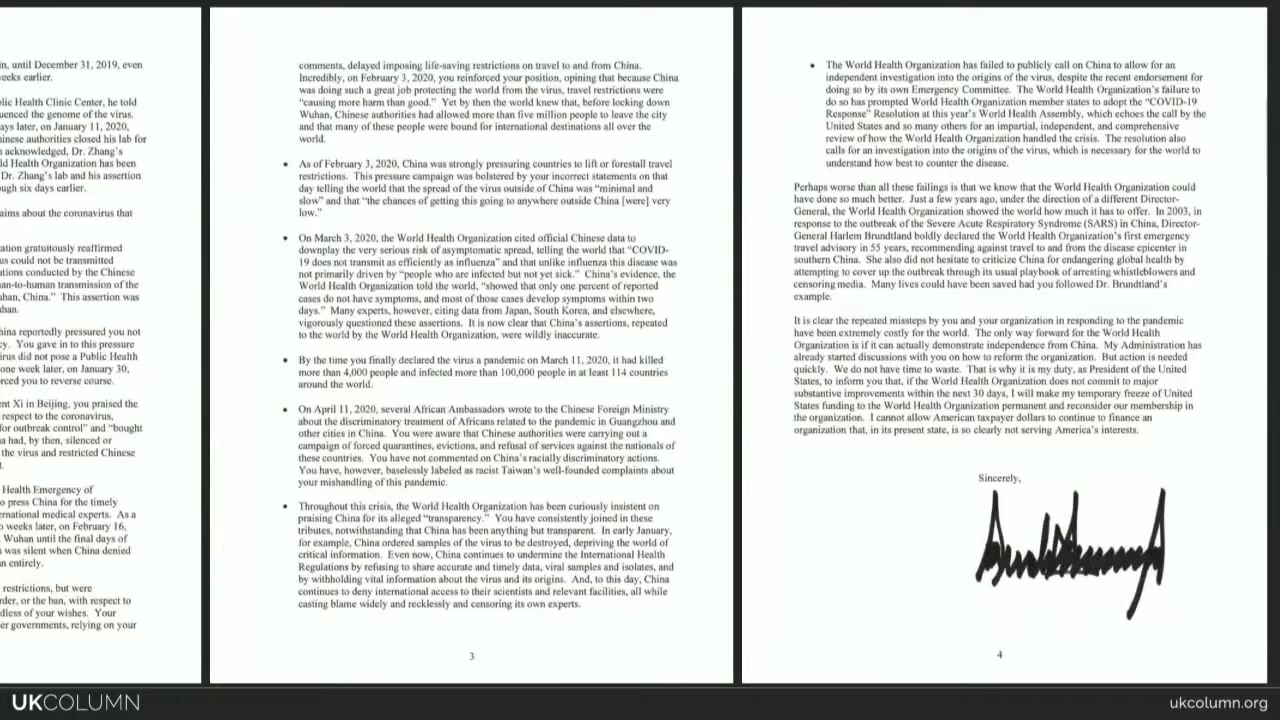 in, until December 31, 2019, even
eeks earlier.
lic Health Clinic Center, he told
uenced the genome of the virus.
ays later, on January 11, 2020,
inese authorities closed his lab for
acknowledged, Dr. Zhang's
ld Health Organization has been
Dr. Zhang's lab and his assertion
ugh six days earlier.
aims about the coronavirus that
ation gratuitously reaffirmed
us could not be transmitted
ations conducted by the Chinese
an-to-human transmission of the
uhan, China." This assertion was
han.
hina reportedly pressured you not
cy. You gave in to this pressure
irus did not pose a Public Health
one week later, on January 30,
rced you to reverse course.
ent Xi in Beijing, you praised the
respect to the coronavirus,
for outbreak control" and "bought
a had, by then, silenced or
the virus and restricted Chinese
t.
Health Emergency of
o press China for the timely
ernational medical experts. As a
o weeks later, on February 16,
Wuhan until the final days of
was silent when China denied
n entirely.
restrictions, but were
rder, or the ban, with respect to
dless of your wishes. Your
er governments, relying on your
comments, delayed imposing life-saving restrictions on travel to and from China.
Incredibly, on February 3, 2020, you reinforced your position, opining that because China
was doing such a great job protecting the world from the virus, travel restrictions were
"causing more harm than good." Yet by then the world knew that, before locking down
Wuhan, Chinese authorities had allowed more than five million people to leave the city
and that many of these people were bound for international destinations all over the
world.
• As of February 3, 2020, China was strongly pressuring countries to lift or forestall travel
restrictions. This pressure campaign was bolstered by your incorrect statements on that
day telling the world that the spread of the virus outside of China was "minimal and
slow" and that "the chances of getting this going to anywhere outside China [were] very
low."
• On March 3, 2020, the World Health Organization cited official Chinese data to
downplay the very serious risk of asymptomatic spread, telling the world that "COVID-
19 does not transmit as efficiently as influenza" and that unlike influenza this disease was
not primarily driven by "people who are infected but not yet sick." China's evidence, the
World Health Organization told the world, "showed that only one percent of reported
cases do not have symptoms, and most of those cases develop symptoms within two
days." Many experts, however, citing data from Japan, South Korea, and elsewhere,
vigorously questioned these assertions. It is now clear that China's assertions, repeated
to the world by the World Health Organization, were wildly inaccurate.
• By the time you finally declared the virus a pandemic on March 11, 2020, it had killed
more than 4,000 people and infected more than 100,000 people in at least 114 countries
around the world.
• On April 11, 2020, several African Ambassadors wrote to the Chinese Foreign Ministry
about the discriminatory treatment of Africans related to the pandemic in Guangzhou and
other cities in China. You were aware that Chinese authorities were carrying out a
campaign of forced quarantines, evictions, and refusal of services against the nationals of
these countries. You have not commented on China's racially discriminatory actions.
You have, however, baselessly labeled as racist Taiwan's well-founded complaints about
your mishandling of this pandemic.
• Throughout this crisis, the World Health Organization has been curiously insistent on
praising China for its alleged "transparency." You have consistently joined in these
tributes, notwithstanding that China has been anything but transparent. In early January,
for example, China ordered samples of the virus to be destroyed, depriving the world of
critical information. Even now, China continues to undermine the International Health
Regulations by refusing to share accurate and timely data, viral samples and isolates, and
by withholding vital information about the virus and its origins. And, to this day, China
continues to deny international access to their scientists and relevant facilities, all while
casting blame widely and recklessly and censoring its own experts.
3
• The World Health Organization has failed to publicly call on China to allow for an
independent investigation into the origins of the virus, despite the recent endorsement for
doing so by its own Emergency Committee. The World Health Organization's failure to
do so has prompted World Health Organization member states to adopt the "COVID-19
Response" Resolution at this year's World Health Assembly, which echoes the call by the
United States and so many others for an impartial, independent, and comprehensive
review of how the World Health Organization handled the crisis. The resolution also
calls for an investigation into the origins of the virus, which is necessary for the world to
understand how best to counter the disease.
Perhaps worse than all these failings is that we know that the World Health Organization could
have done so much better. Just a few years ago, under the direction of a different Director-
General, the World Health Organization showed the world how much it has to offer. In 2003, in
response to the outbreak of the Severe Acute Respiratory Syndrome (SARS) in China, Director-
General Harlem Brundtland boldly declared the World Health Organization's first emergency
travel advisory in 55 years, recommending against travel to and from the disease epicenter in
southern China. She also did not hesitate to criticize China for endangering global health by
attempting to cover up the outbreak through its usual playbook of arresting whistleblowers and
censoring media. Many lives could have been saved had you followed Dr. Brundtland's
example.
It is clear the repeated missteps by you and your organization in responding to the pandemic
have been extremely costly for the world. The only way forward for the World Health
Organization is if it can actually demonstrate independence from China. My Administration has
already started discussions with you on how to reform the organization. But action is needed
quickly. We do not have time to waste. That is why it is my duty, as President of the United
States, to inform you that, if the World Health Organization does not commit to major
substantive improvements within the next 30 days, I will make my temporary freeze of United
States funding to the World Health Organization permanent and reconsider our membership in
the organization. I cannot allow American taxpayer dollars to continue to finance an
organization that, in its present state, is so clearly not serving America's interests.
Sincerely,
4
UKCOLUMN
ukcolumn.org